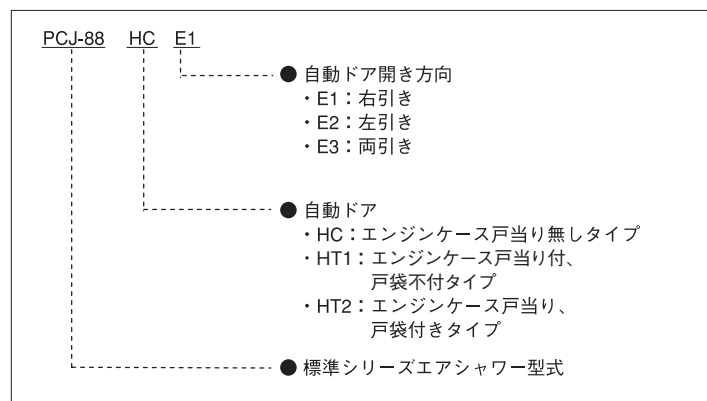 PCJ-88 HC E1
● 自動ドア開き方向
・E1：右引き
・E2：左引き
・E3：両引き
● 自動ドア
・HC：エンジンケース戸当り無しタイプ
・HT1：エンジンケース戸当り付、
戸袋不付タイプ
・HT2：エンジンケース戸当り、
戸袋付きタイプ
● 標準シリーズエアシャワー型式